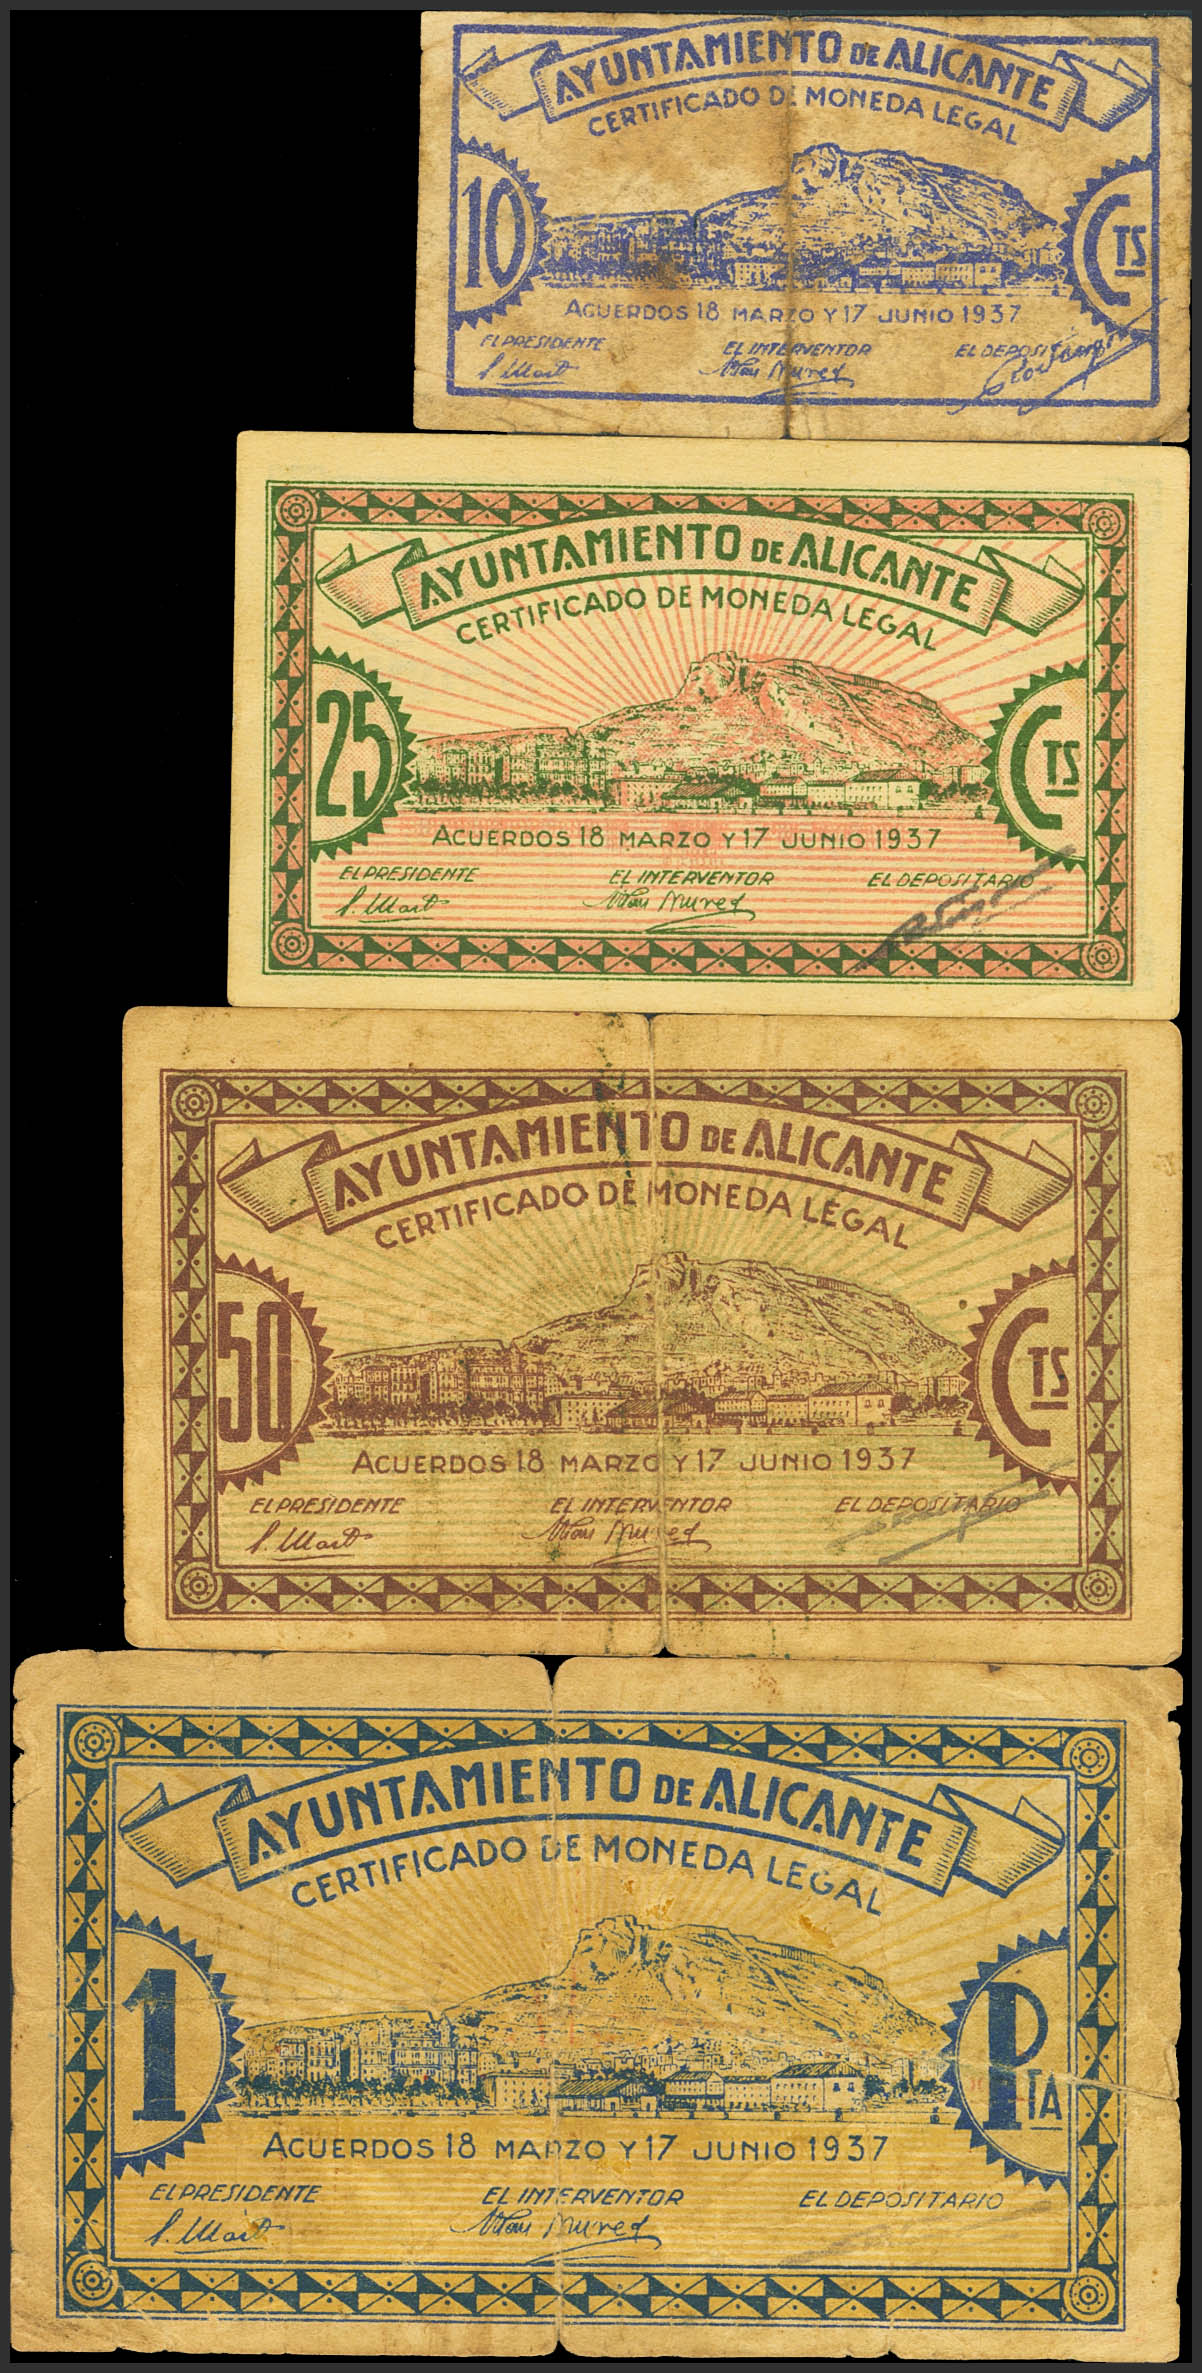 AYUNTAMIENTO DE ALICANTE
CERTIFICADO DE MONEDA LEGAL
10 CTS
ACUERDOS 18 MARZO Y 17 JUNIO 1937
EL PRESIDENTE EL INTERVENTOR EL DEPOSITARIO
AYUNTAMIENTO DE ALICANTE
CERTIFICADO DE MONEDA LEGAL
25 CTS
ACUERDOS 18 MARZO Y 17 JUNIO 1937
EL PRESIDENTE EL INTERVENTOR EL DEPOSITARIO
AYUNTAMIENTO DE ALICANTE
CERTIFICADO DE MONEDA LEGAL
50 CTS
ACUERDOS 18 MARZO Y 17 JUNIO 1937
EL PRESIDENTE EL INTERVENTOR EL DEPOSITARIO
AYUNTAMIENTO DE ALICANTE
CERTIFICADO DE MONEDA LEGAL
1 PTA
ACUERDOS 18 MARZO Y 17 JUNIO 1937
EL PRESIDENTE EL INTERVENTOR EL DEPOSITARIO